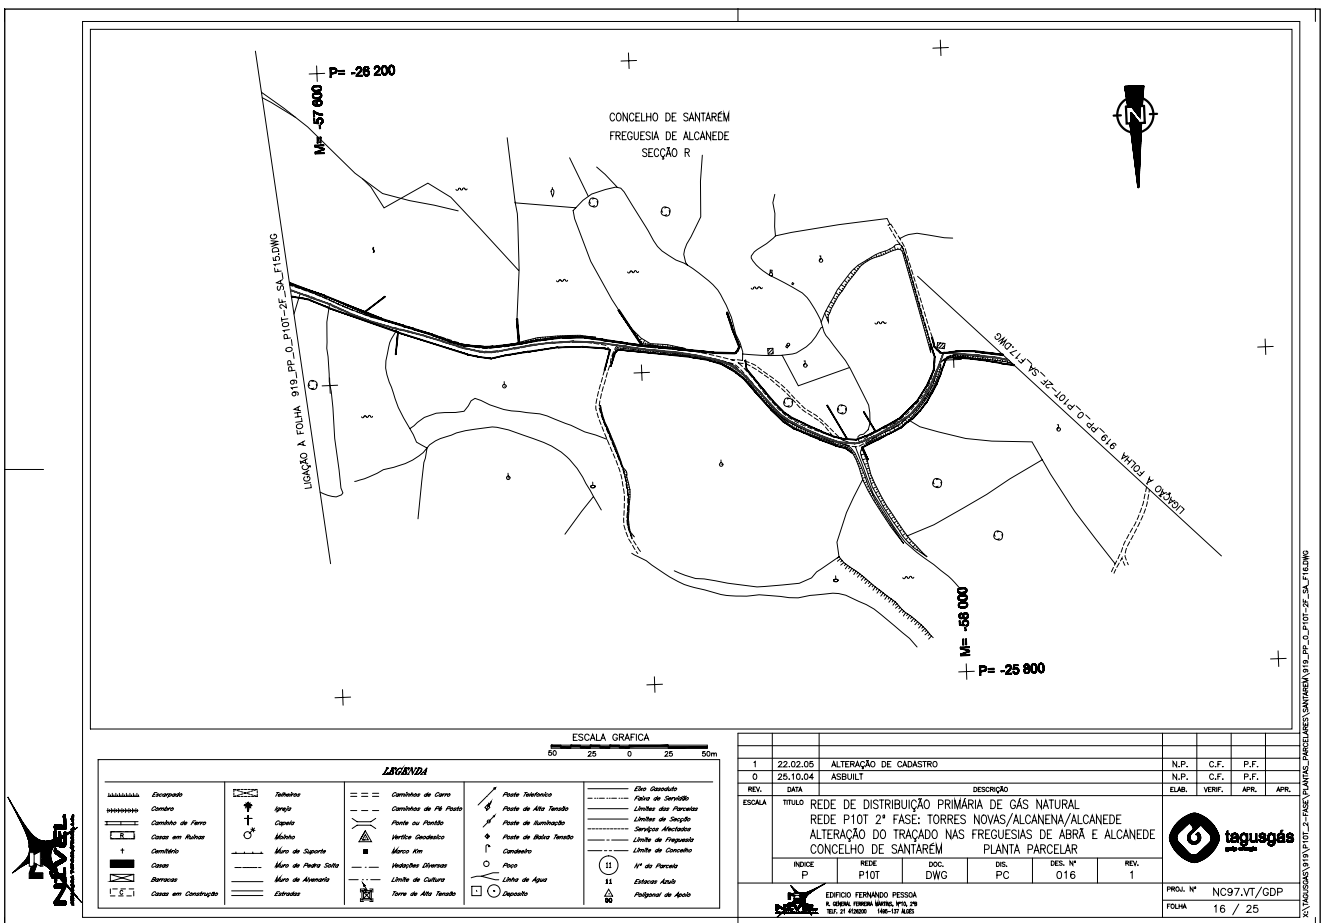 P= -26 200
M= -57 600
CONCELHO DE SANTARÉM
FREGUESIA DE ALCANEDE
SECÇÃO R
N
LIGAÇÃO À FOLHA 919_PP_0_P10T-2F_SA_F15.DWG
LIGAÇÃO À FOLHA 919_PP_0_P10T-2F_SA_F17.DWG
M= -58 000
P= -25 800
ESCALA GRÁFICA
50 25 0 25 50m
LEGENDA
Escarpado
Combro
Caminho de Ferro
R Casas em Ruínas
Cemitério
Casas
Barracas
C Casas em Construção
Telheiros
Igreja
Capela
Moinho
Muro de Suporte
Muro de Pedra Solta
Muro de Alvenaria
Estradas
Caminhos de Carro
Caminhos de Pé Posto
Ponte ou Pontão
Vértice Geodésico
Marco Km
Vedações Diversas
Limite de Cultura
Torre de Alta Tensão
Poste Telefónico
Poste de Alta Tensão
Poste de Iluminação
Poste de Baixa Tensão
Candeeiro
Poço
Linha de Água
Depósito
Eixo Gasoduto
Faixa de Servidão
Limites das Parcelas
Limites de Secção
Serviços Afectados
Limite de Freguesia
Limite de Concelho
11 Nº da Parcela
11 Estacas Azuis
Poligonal de Apoio
1 22.02.05 ALTERAÇÃO DE CADASTRO N.P. C.F. P.F.
0 25.10.04 ASBUILT N.P. C.F. P.F.
REV. DATA DESCRIÇÃO ELAB. VERIF. APR. APR.
ESCALA
TITULO REDE DE DISTRIBUIÇÃO PRIMÁRIA DE GÁS NATURAL
REDE P10T 2ª FASE: TORRES NOVAS/ALCANENA/ALCANEDE
ALTERAÇÃO DO TRAÇADO NAS FREGUESIAS DE ABRÃ E ALCANEDE
CONCELHO DE SANTARÉM PLANTA PARCELAR
tagusgás
INDICE REDE DOC. DIS. DES. Nº REV.
P P10T DWG PC 016 1
NÍVEL
EDIFICIO FERNANDO PESSOA
PROJ. Nº NC97.VT/GDP
FOLHA 16 / 25
NÍVEL
X:\TAGUSGAS\919\P10T_2-FASE\PLANTAS_PARCELARES\SANTAREM\919_PP_0_P10T-2F_SA_F16.DWG